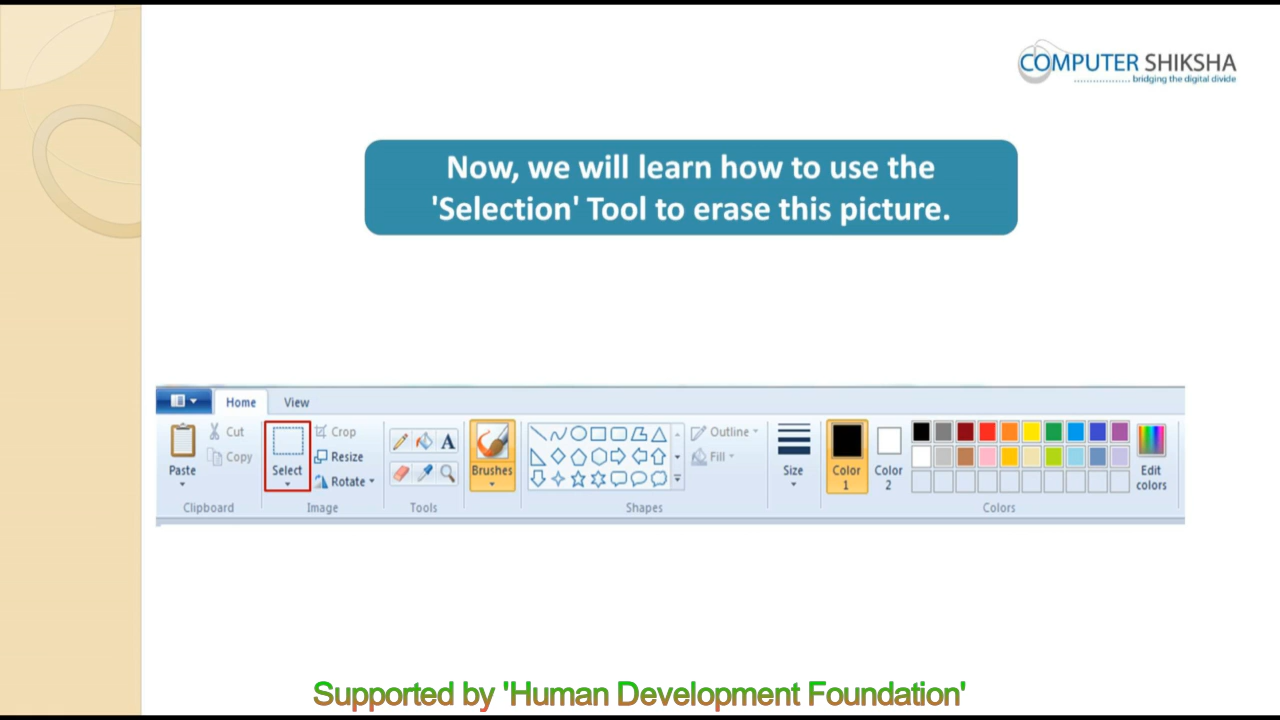 COMPUTER SHIKSHA
bridging the digital divide
Now, we will learn how to use the
'Selection' Tool to erase this picture.
Home View
Cut Crop Outline
Paste Copy Select Resize Brushes Fill Size Color 1 Color 2 Edit colors
Rotate
Clipboard Image Tools Shapes Colors
A
Supported by 'Human Development Foundation'